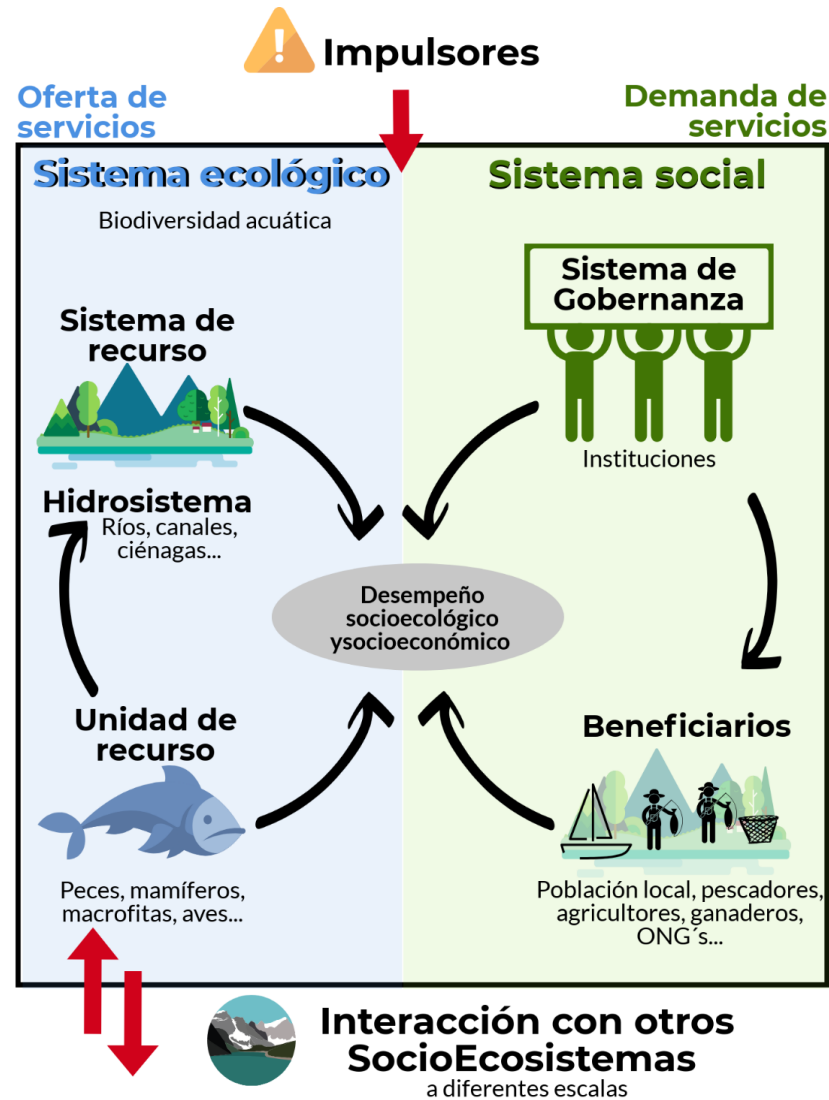 Impulsores
Oferta de
servicios
Demanda de
servicios
Sistema ecológico
Biodiversidad acuática
Sistema social
Sistema de
Gobernanza
Instituciones
Sistema de
recurso
Hidrosistema
Ríos, canales,
ciénagas...
Desempeño
socioecológico
ysocioeconómico
Unidad de
recurso
Peces, mamíferos,
macrofitas, aves...
Beneficiarios
Población local, pescadores,
agricultores, ganaderos,
ONG´s...
Interacción con otros
SocioEcosistemas
a diferentes escalas